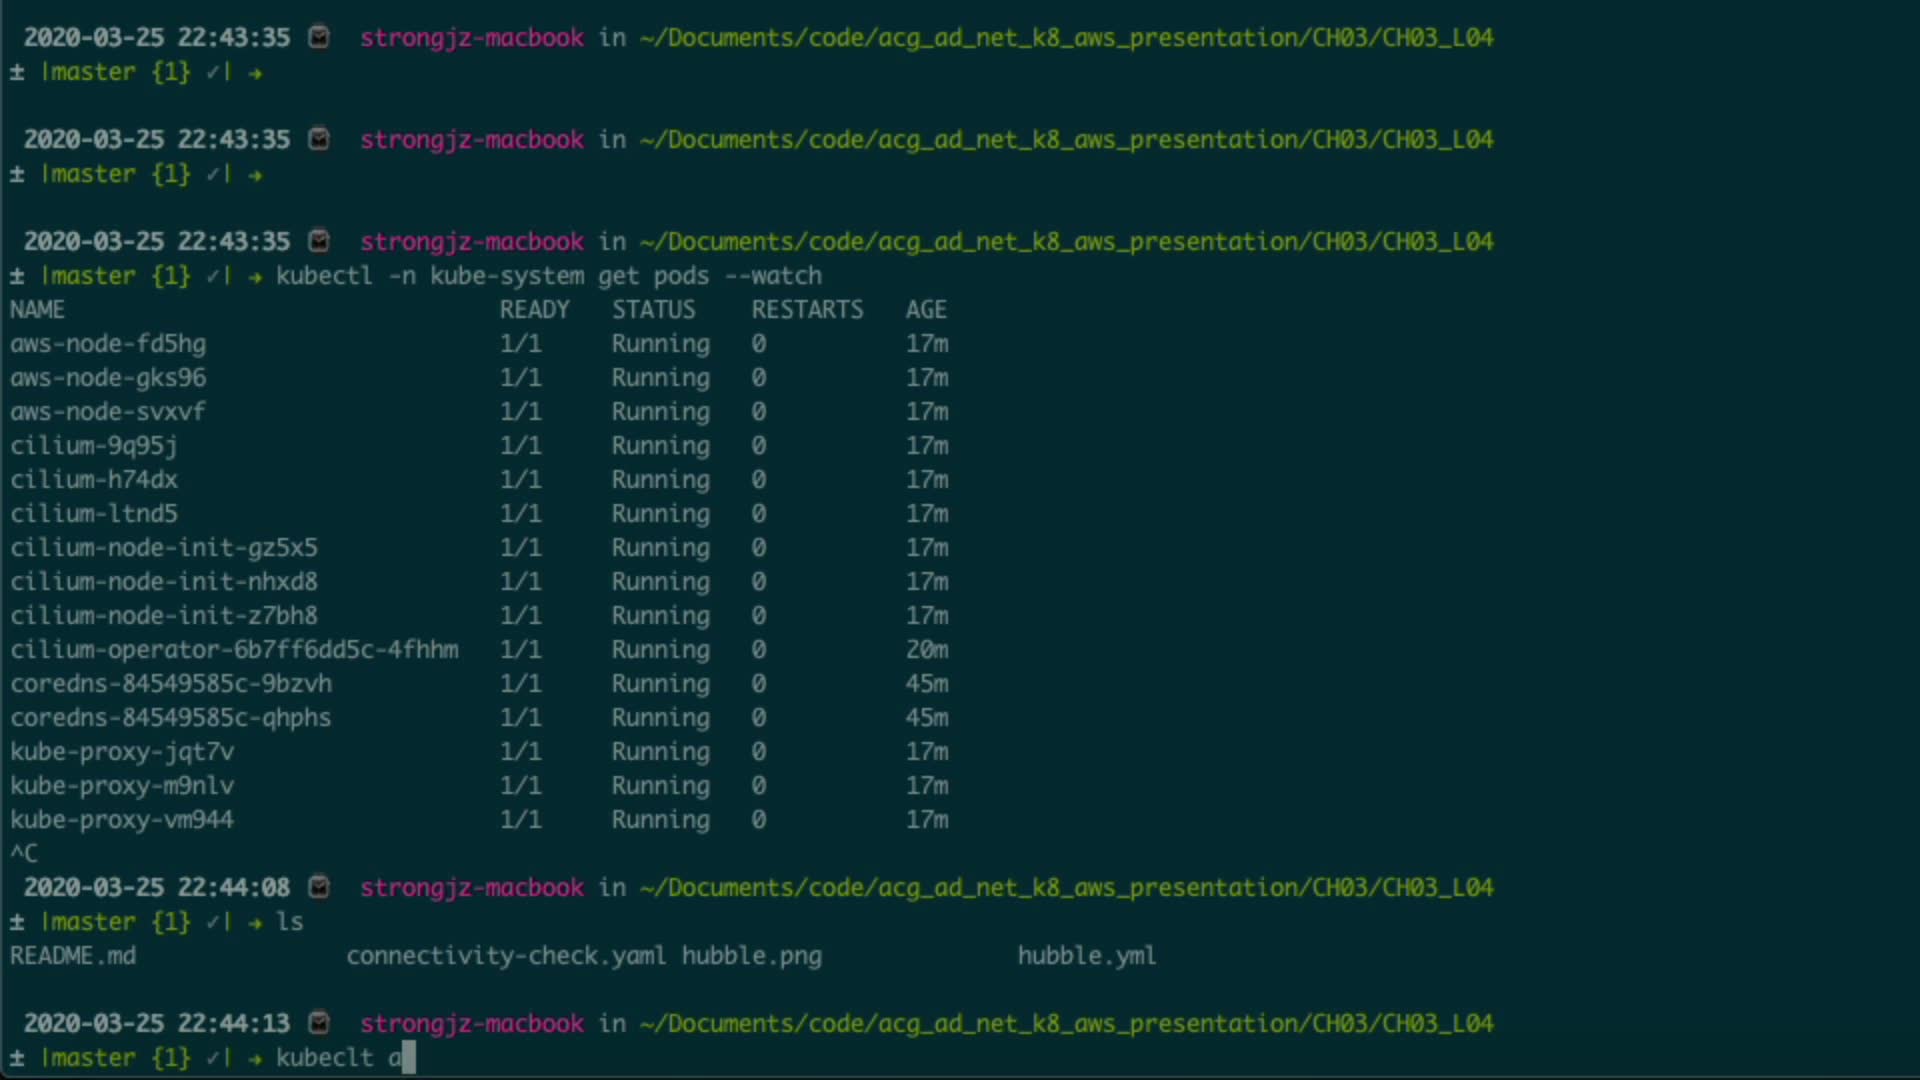 2020-03-25 22:43:35 strongjz-macbook in ~/Documents/code/acg_ad_net_k8_aws_presentation/CH03/CH03_L04
± |master {1} ✓| →
2020-03-25 22:43:35 strongjz-macbook in ~/Documents/code/acg_ad_net_k8_aws_presentation/CH03/CH03_L04
± |master {1} ✓| →
2020-03-25 22:43:35 strongjz-macbook in ~/Documents/code/acg_ad_net_k8_aws_presentation/CH03/CH03_L04
± |master {1} ✓| → kubectl -n kube-system get pods --watch
NAME READY STATUS RESTARTS AGE
aws-node-fd5hg 1/1 Running 0 17m
aws-node-gks96 1/1 Running 0 17m
aws-node-svxvf 1/1 Running 0 17m
cilium-9q95j 1/1 Running 0 17m
cilium-h74dx 1/1 Running 0 17m
cilium-ltnd5 1/1 Running 0 17m
cilium-node-init-gz5x5 1/1 Running 0 17m
cilium-node-init-nhxd8 1/1 Running 0 17m
cilium-node-init-z7bh8 1/1 Running 0 17m
cilium-operator-6b7ff6dd5c-4fhhm 1/1 Running 0 20m
coredns-84549585c-9bzvh 1/1 Running 0 45m
coredns-84549585c-qhphs 1/1 Running 0 45m
kube-proxy-jqt7v 1/1 Running 0 17m
kube-proxy-m9nlv 1/1 Running 0 17m
kube-proxy-vm944 1/1 Running 0 17m
^C
2020-03-25 22:44:08 strongjz-macbook in ~/Documents/code/acg_ad_net_k8_aws_presentation/CH03/CH03_L04
± |master {1} ✓| → ls
README.md connectivity-check.yaml hubble.png hubble.yml
2020-03-25 22:44:13 strongjz-macbook in ~/Documents/code/acg_ad_net_k8_aws_presentation/CH03/CH03_L04
± |master {1} ✓| → kubeclt a